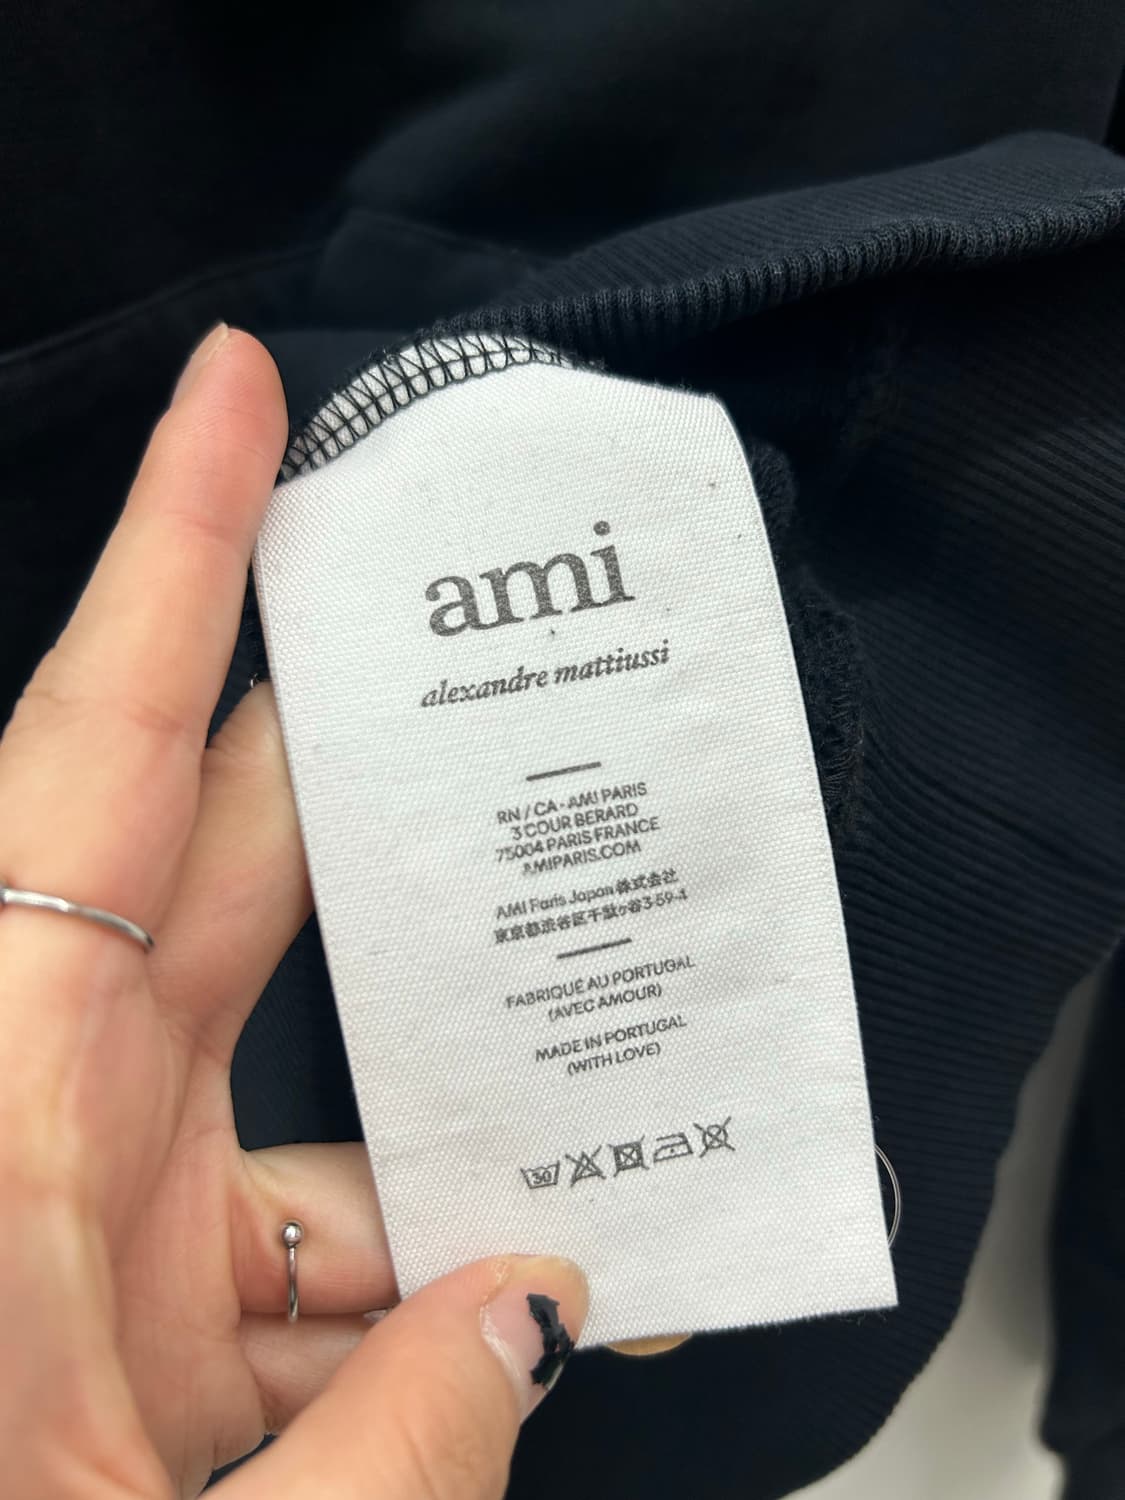 ami
alexandre mattiussi
RN / CA - AMI PARIS
3 COUR BERARD
75004 PARIS FRANCE
AMIPARIS.COM
AMI Paris Japan 株式会社
東京都渋谷区千駄ヶ谷3-59-4
FABRIQUÉ AU PORTUGAL
(AVEC AMOUR)
MADE IN PORTUGAL
(WITH LOVE)
30